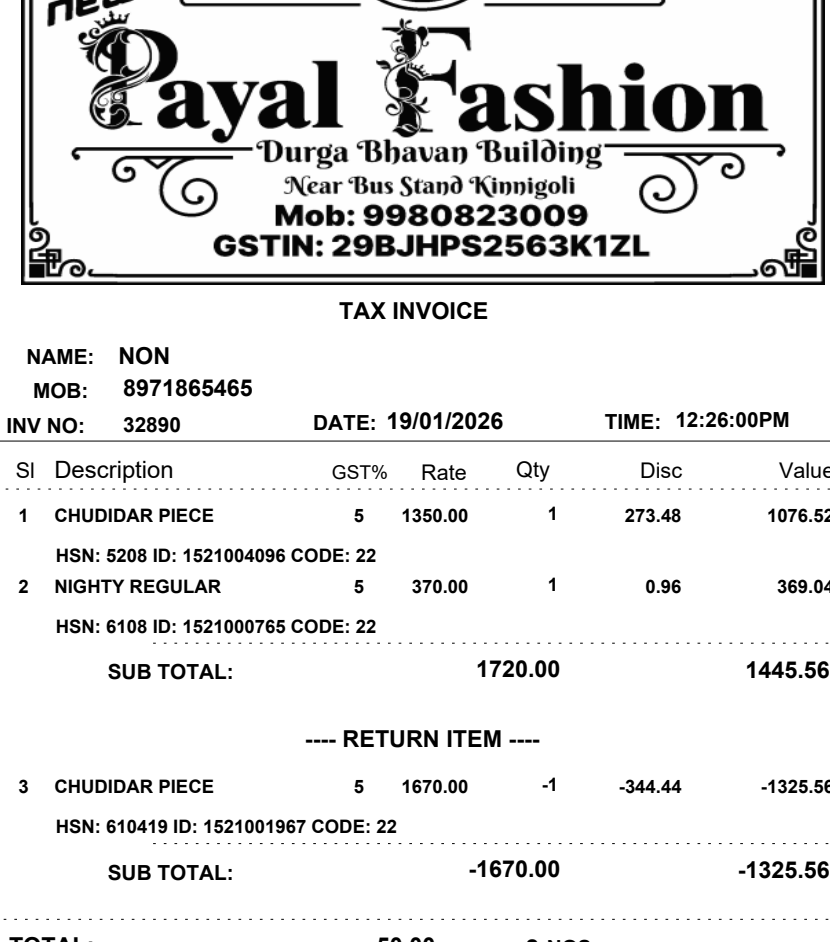 new
Payal Fashion
Durga Bhavan Building
Near Bus Stand Kinnigoli
Mob: 9980823009
GSTIN: 29BJHPS2563K1ZL
TAX INVOICE
NAME: NON
MOB: 8971865465
INV NO: 32890 DATE: 19/01/2026 TIME: 12:26:00PM
Sl Description GST% Rate Qty Disc Value
1 CHUDIDAR PIECE 5 1350.00 1 273.48 1076.52
HSN: 5208 ID: 1521004096 CODE: 22
2 NIGHTY REGULAR 5 370.00 1 0.96 369.04
HSN: 6108 ID: 1521000765 CODE: 22
SUB TOTAL: 1720.00 1445.56
---- RETURN ITEM ----
3 CHUDIDAR PIECE 5 1670.00 -1 -344.44 -1325.56
HSN: 610419 ID: 1521001967 CODE: 22
SUB TOTAL: -1670.00 -1325.56
TOTAL: 50.00 NOS